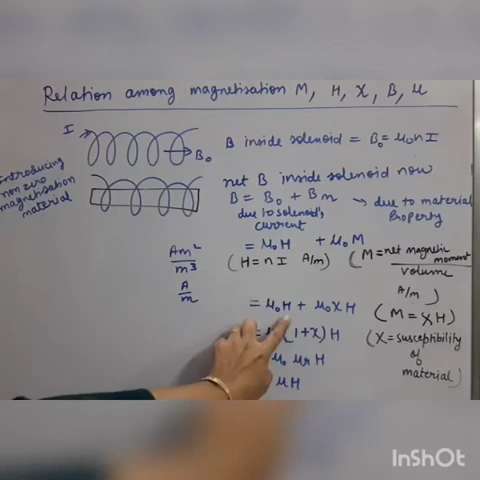 Relation among magnetisation M, H, χ, B, μ
I
B₀
B inside solenoid = B₀ = μ₀nI
Introducing
non zero
magnetisation
material
net B inside solenoid now
B = B₀ + Bm → due to material
due to solenoid's
current
Property
= μ₀H + μ₀M
Am²
m³
(H = nI A/m)
(M = net magnetic
moment
volume
A/m)
A
m
= μ₀H + μ₀χH
(M = χH)
(1+χ)H
(χ = susceptibility
of
material)
μ₀ μr H
μH
InShOt